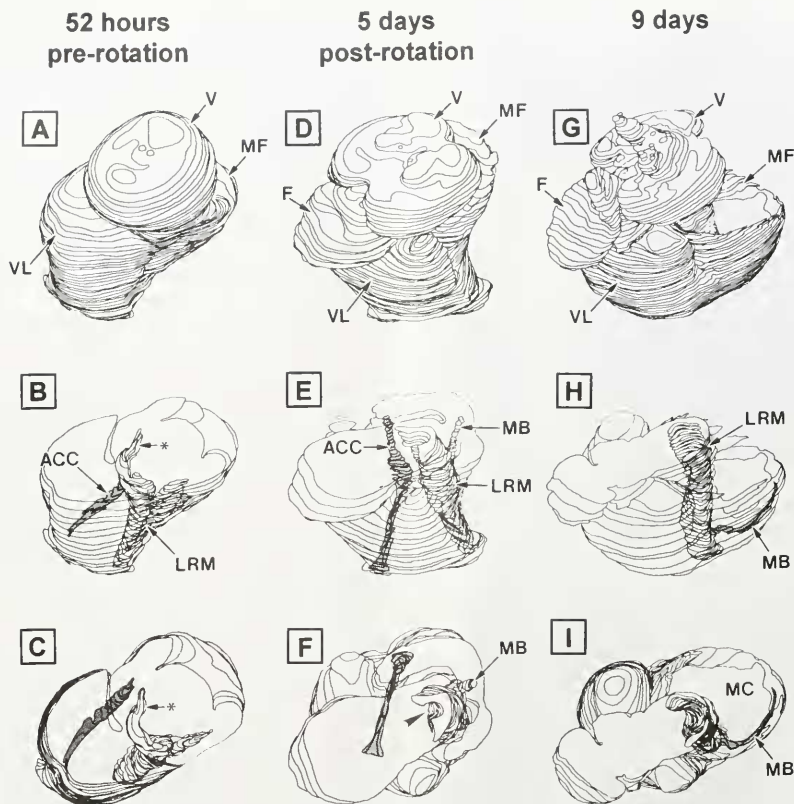 52 hours
pre-rotation
5 days
post-rotation
9 days
A
V
MF
VL
D
V
MF
F
VL
G
V
MF
F
VL
B
*
ACC
LRM
E
ACC
MB
LRM
H
LRM
MB
C
*
F
MB
I
MC
MB